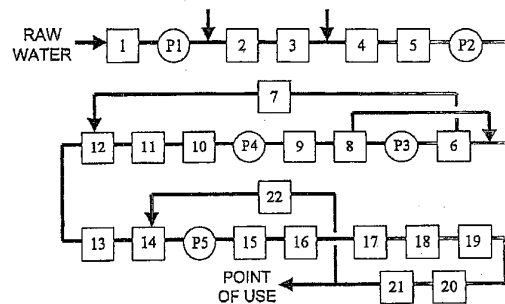 RAW WATER
1 P1 2 3 4 5 P2
7
12 11 10 P4 9 8 P3 6
22
13 14 P5 15 16 17 18 19
POINT OF USE
21 20